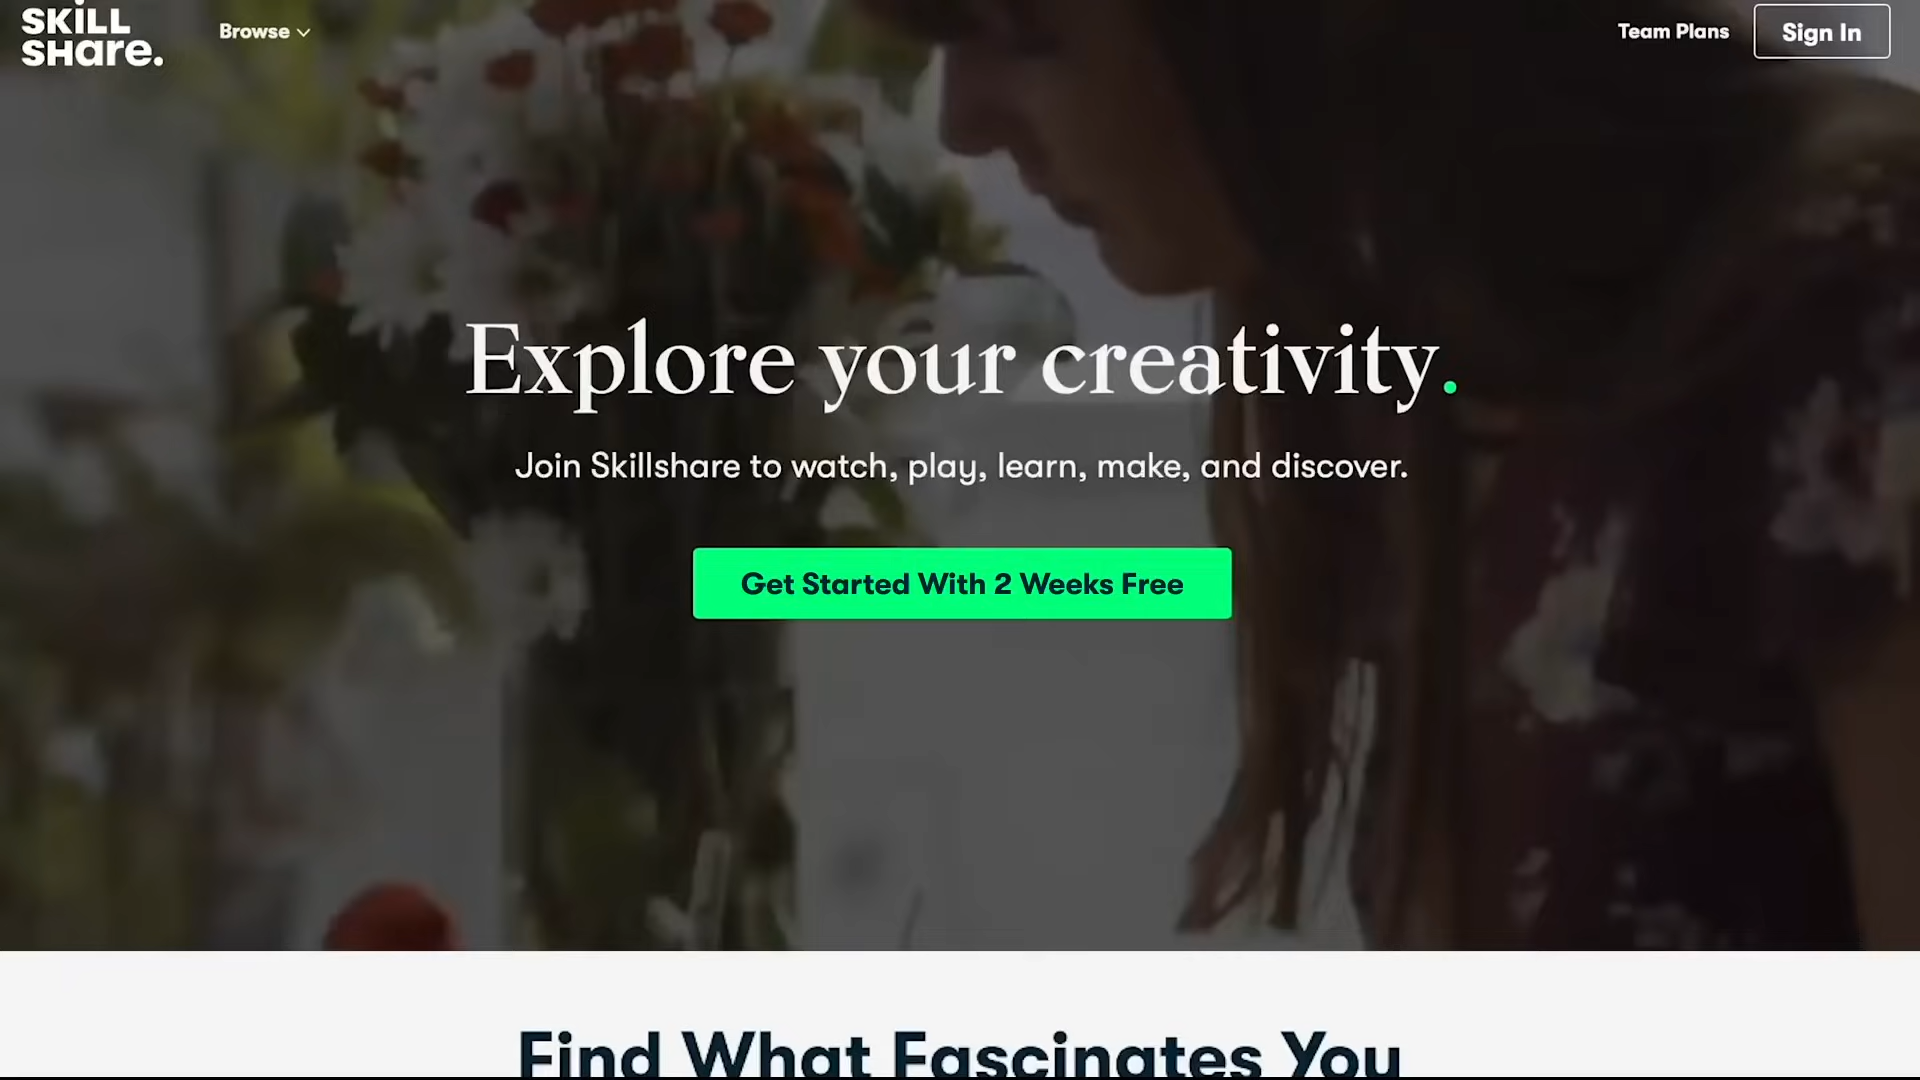 SKILL
SHare.
Browse
Team Plans
Sign In
Explore your creativity.
Join Skillshare to watch, play, learn, make, and discover.
Get Started With 2 Weeks Free
Find What Fascinates You